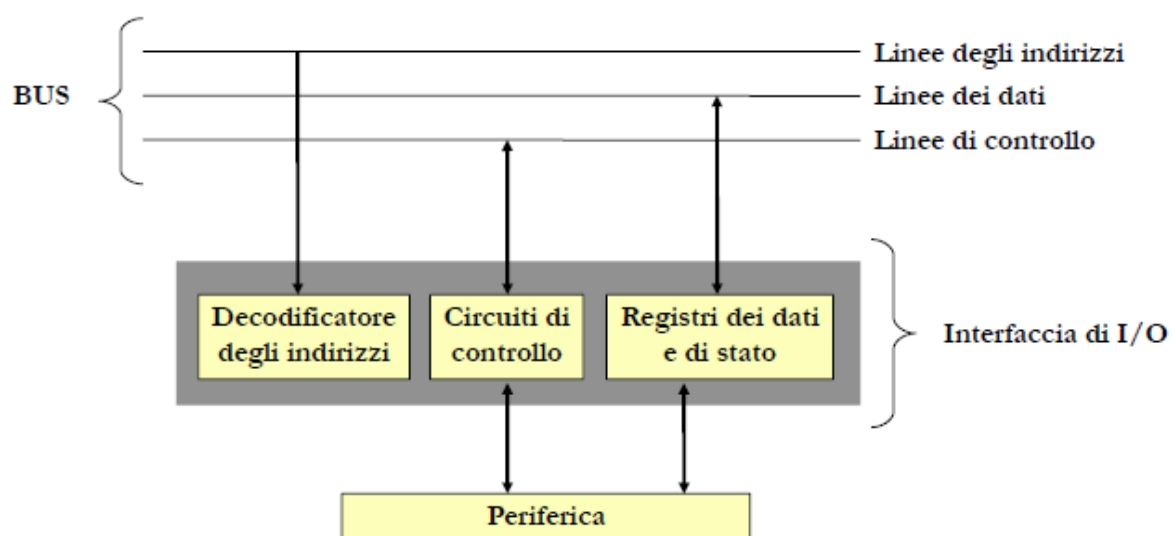 Linee degli indirizzi
BUS
Linee dei dati
Linee di controllo
Decodificatore
degli indirizzi
Circuiti di
controllo
Registri dei dati
e di stato
Interfaccia di I/O
Periferica